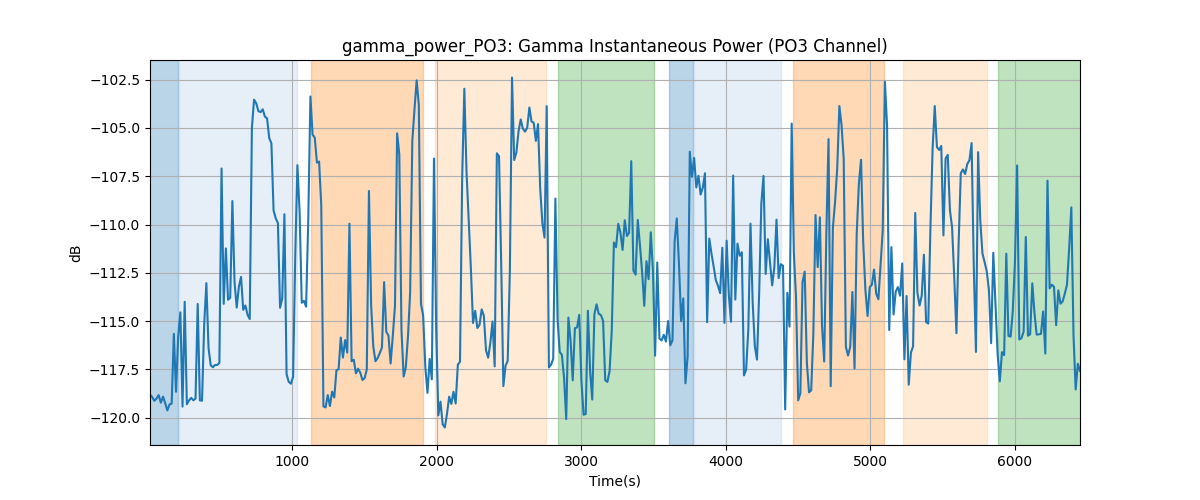 gamma_power_PO3: Gamma Instantaneous Power (PO3 Channel)
−102.5
−105.0
−107.5
−110.0
−112.5
−115.0
−117.5
−120.0
dB
1000 2000 3000 4000 5000 6000
Time(s)